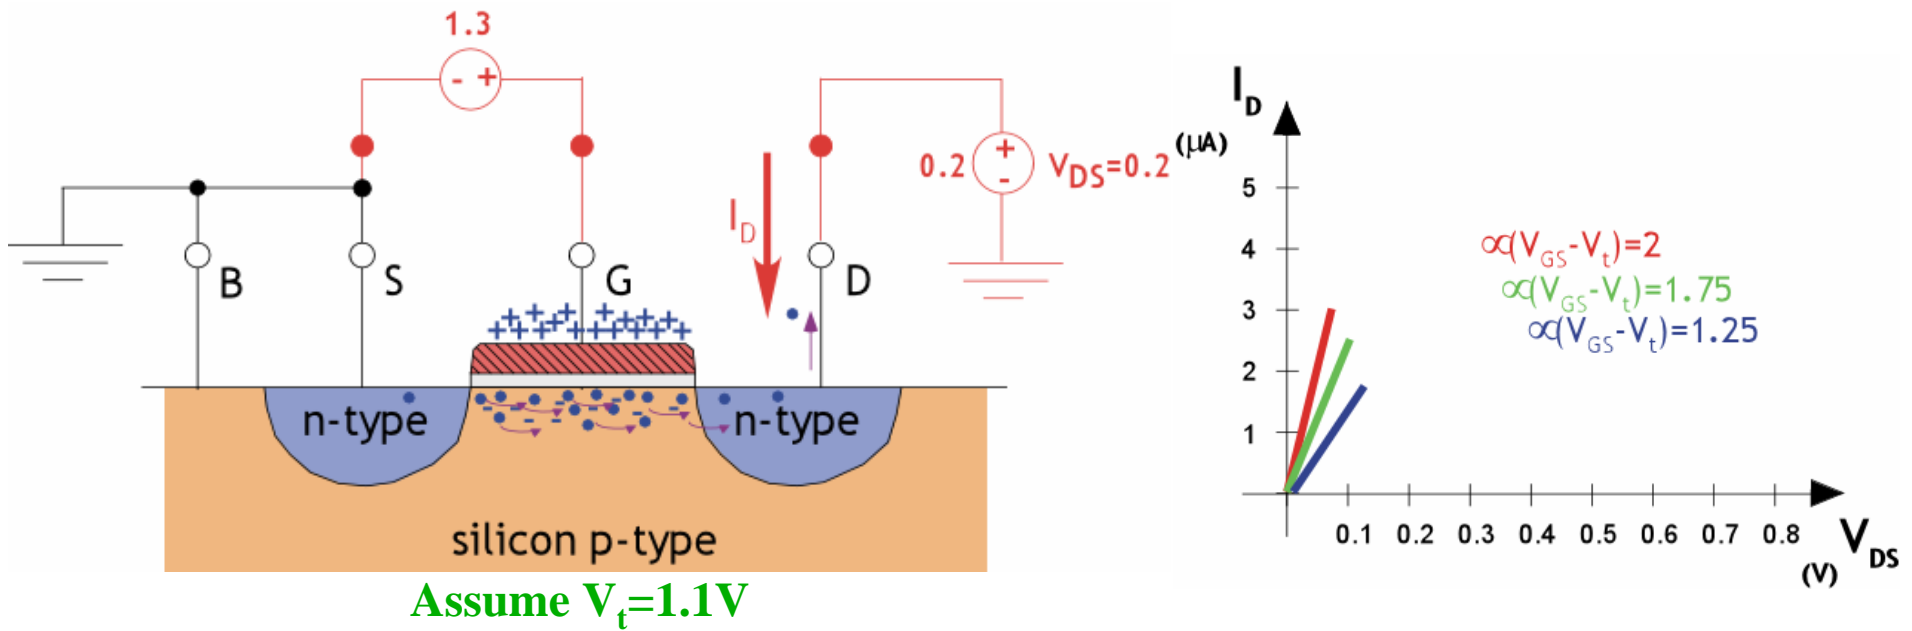 1.3
- +
B
S
G
D
I_D
0.2
+
-
V_DS=0.2
n-type
n-type
silicon p-type
Assume V_t=1.1V
I_D
(μA)
5
4
3
2
1
∝(V_GS-V_t)=2
∝(V_GS-V_t)=1.75
∝(V_GS-V_t)=1.25
0.1 0.2 0.3 0.4 0.5 0.6 0.7 0.8
V_DS
(V)